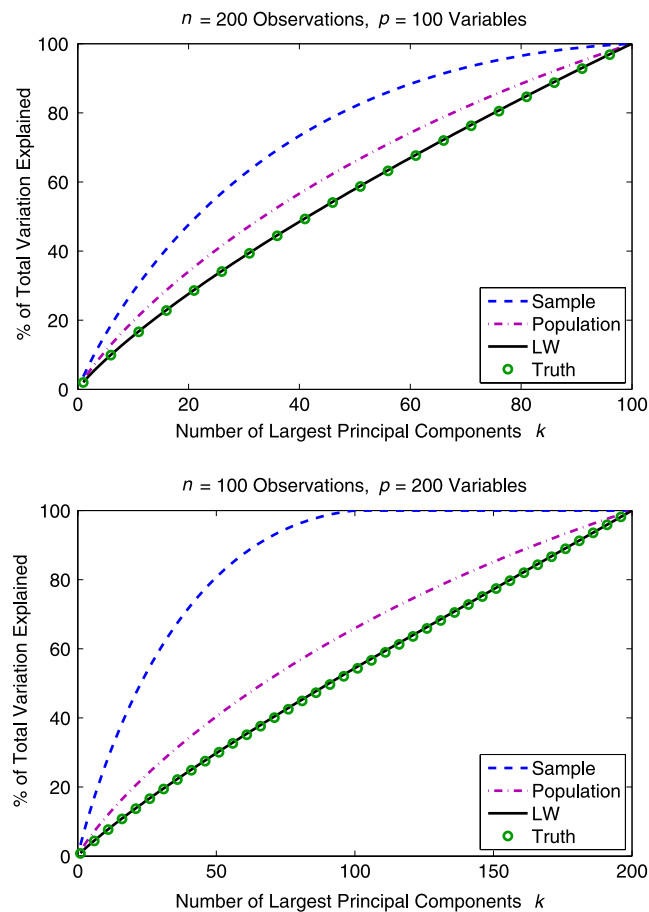 n = 200 Observations, p = 100 Variables
% of Total Variation Explained
100
80
60
40
20
0
Sample
Population
LW
Truth
0 20 40 60 80 100
Number of Largest Principal Components k
n = 100 Observations, p = 200 Variables
% of Total Variation Explained
100
80
60
40
20
0
Sample
Population
LW
Truth
0 50 100 150 200
Number of Largest Principal Components k